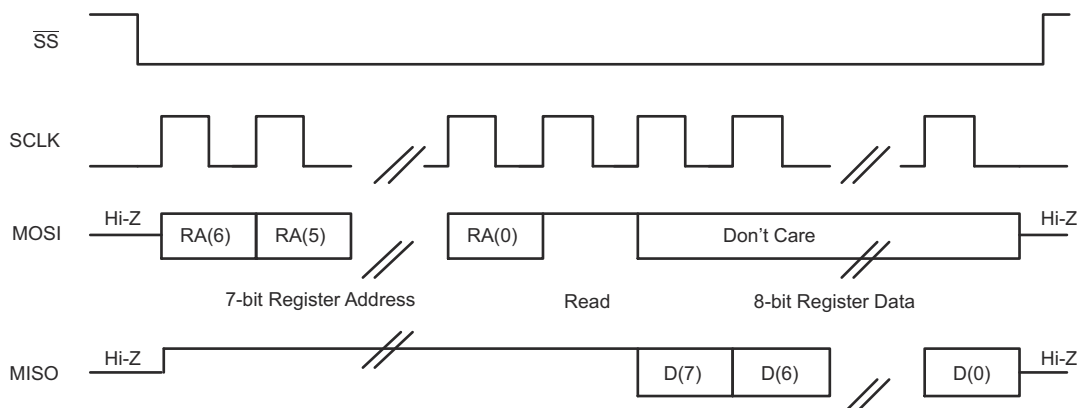 SS
SCLK
MOSI Hi-Z RA(6) RA(5) RA(0) Don't Care Hi-Z
7-bit Register Address Read 8-bit Register Data
MISO Hi-Z D(7) D(6) D(0) Hi-Z